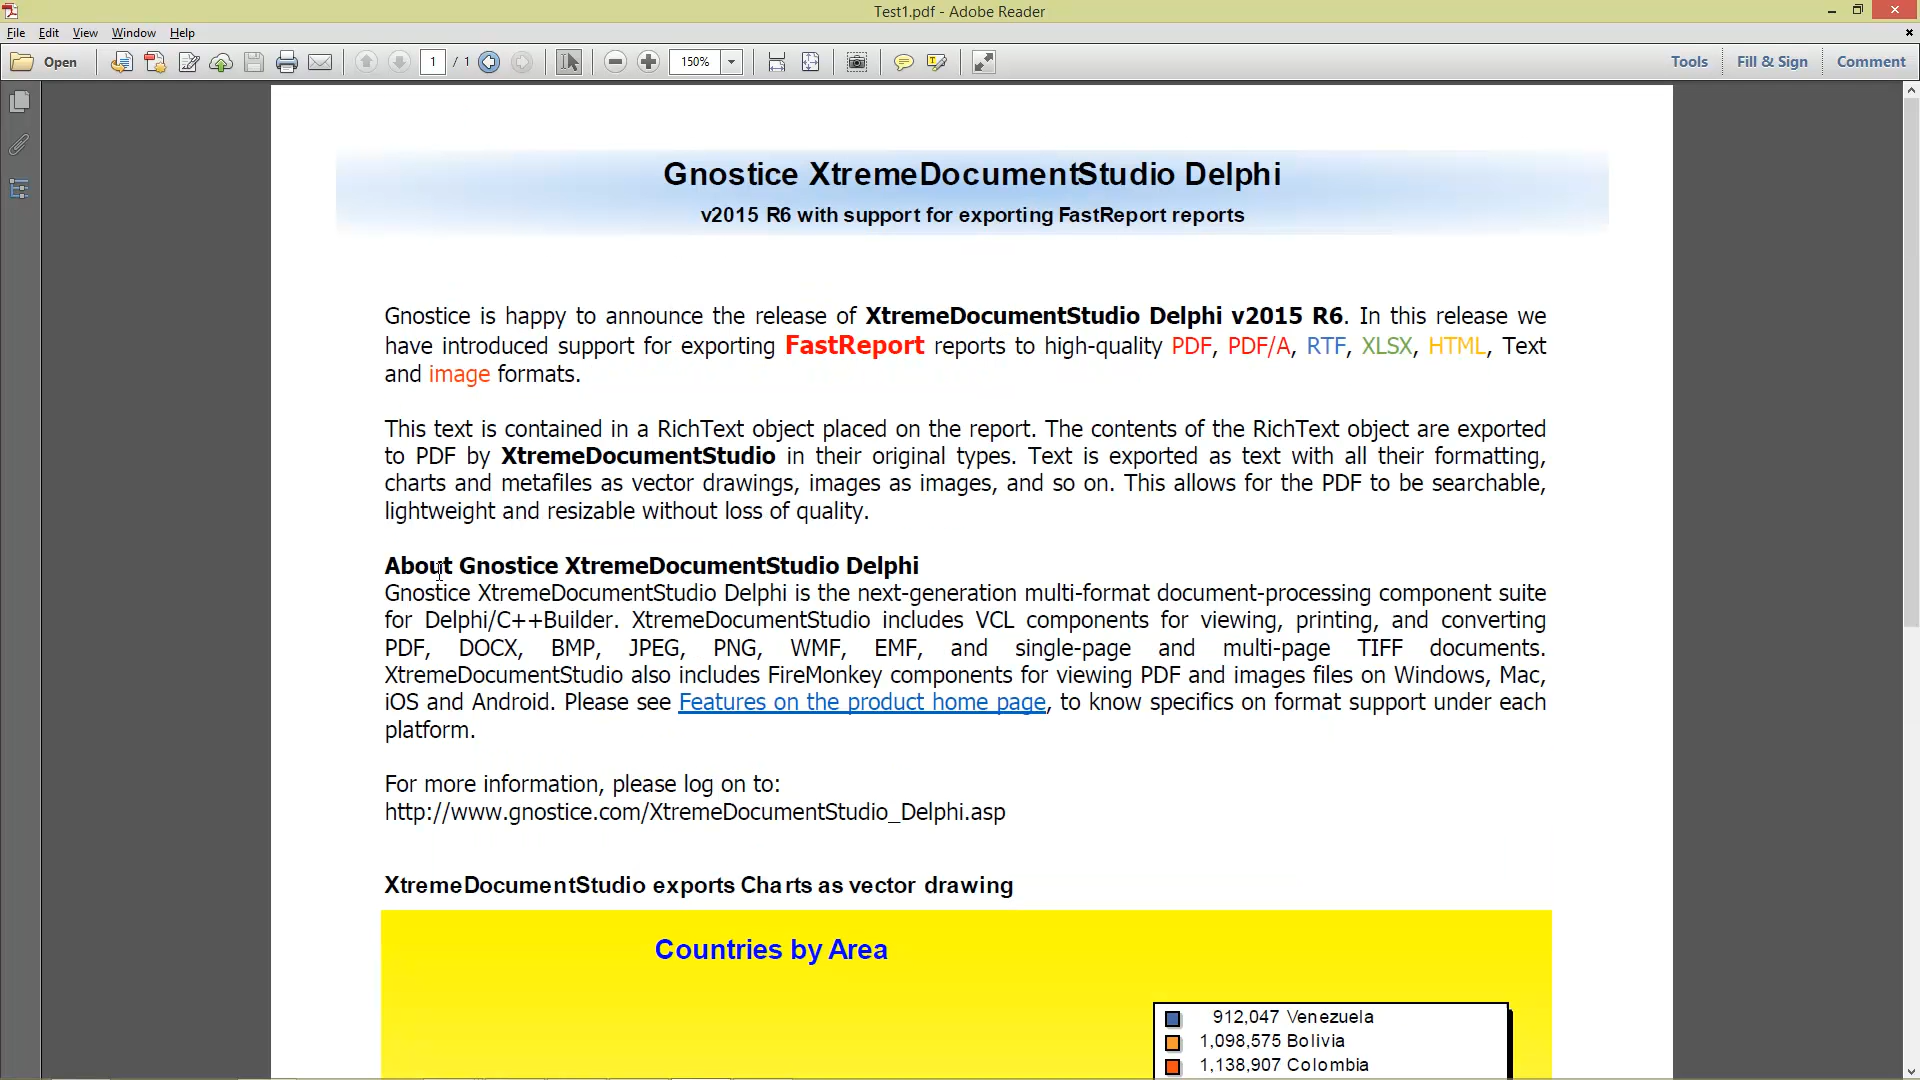 Test1.pdf - Adobe Reader
File Edit View Window Help
Open 1 / 1 150% Tools Fill & Sign Comment
Gnostice XtremeDocumentStudio Delphi
v2015 R6 with support for exporting FastReport reports
Gnostice is happy to announce the release of XtremeDocumentStudio Delphi v2015 R6. In this release we
have introduced support for exporting FastReport reports to high-quality PDF, PDF/A, RTF, XLSX, HTML, Text
and image formats.
This text is contained in a RichText object placed on the report. The contents of the RichText object are exported
to PDF by XtremeDocumentStudio in their original types. Text is exported as text with all their formatting,
charts and metafiles as vector drawings, images as images, and so on. This allows for the PDF to be searchable,
lightweight and resizable without loss of quality.
About Gnostice XtremeDocumentStudio Delphi
Gnostice XtremeDocumentStudio Delphi is the next-generation multi-format document-processing component suite
for Delphi/C++Builder. XtremeDocumentStudio includes VCL components for viewing, printing, and converting
PDF, DOCX, BMP, JPEG, PNG, WMF, EMF, and single-page and multi-page TIFF documents.
XtremeDocumentStudio also includes FireMonkey components for viewing PDF and images files on Windows, Mac,
iOS and Android. Please see Features on the product home page, to know specifics on format support under each
platform.
For more information, please log on to:
http://www.gnostice.com/XtremeDocumentStudio_Delphi.asp
XtremeDocumentStudio exports Charts as vector drawing
Countries by Area
912,047 Venezuela
1,098,575 Bolivia
1,138,907 Colombia